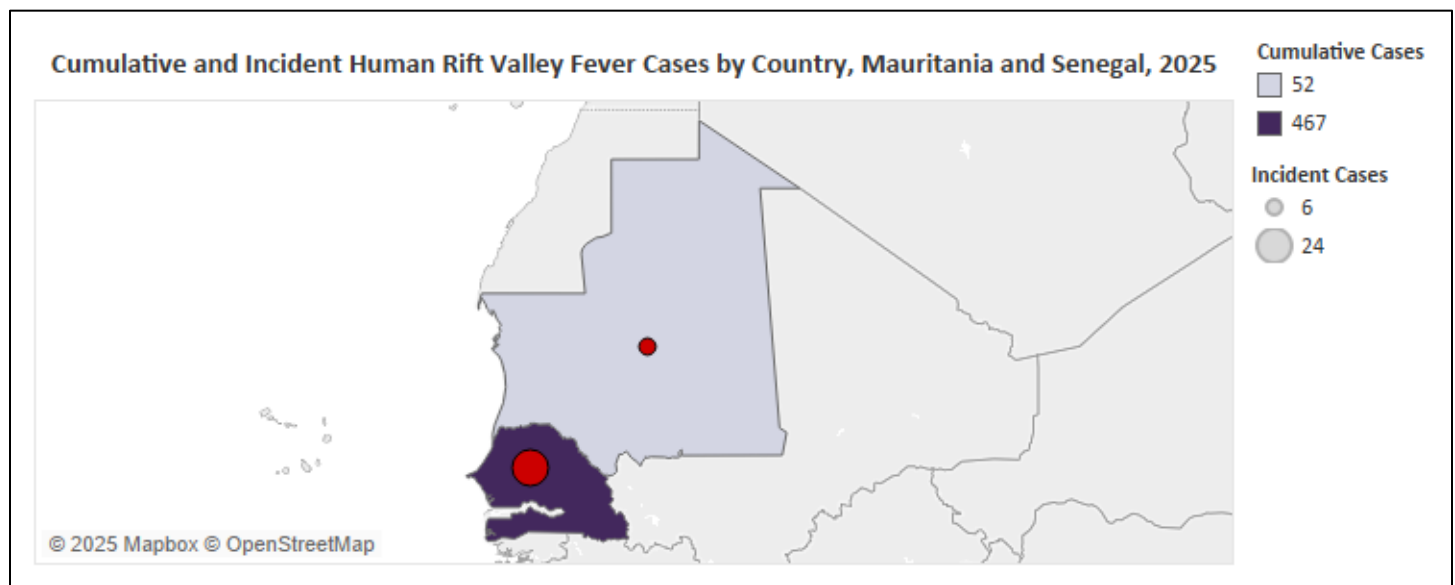 Cumulative and Incident Human Rift Valley Fever Cases by Country, Mauritania and Senegal, 2025
Cumulative Cases
52
467
Incident Cases
6
24
© 2025 Mapbox © OpenStreetMap